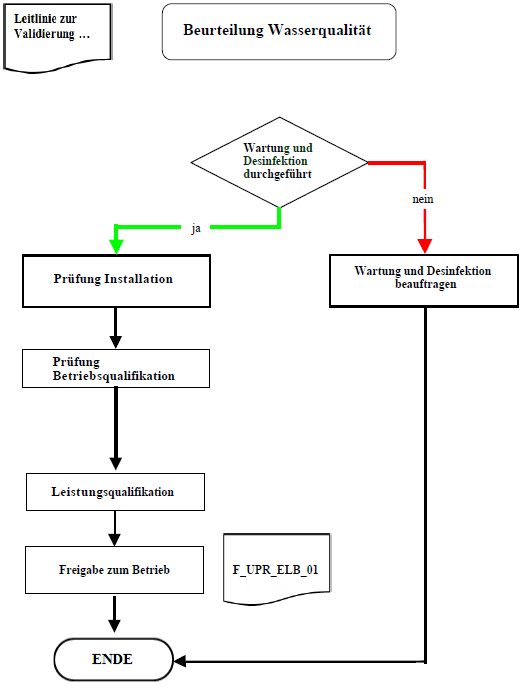 Leitlinie zur
Validierung ...
Beurteilung Wasserqualität
Wartung und
Desinfektion
durchgeführt
nein
ja
Prüfung Installation
Wartung und Desinfektion
beauftragen
Prüfung
Betriebsqualifikation
Leistungsqualifikation
Freigabe zum Betrieb
F_UPR_ELB_01
ENDE